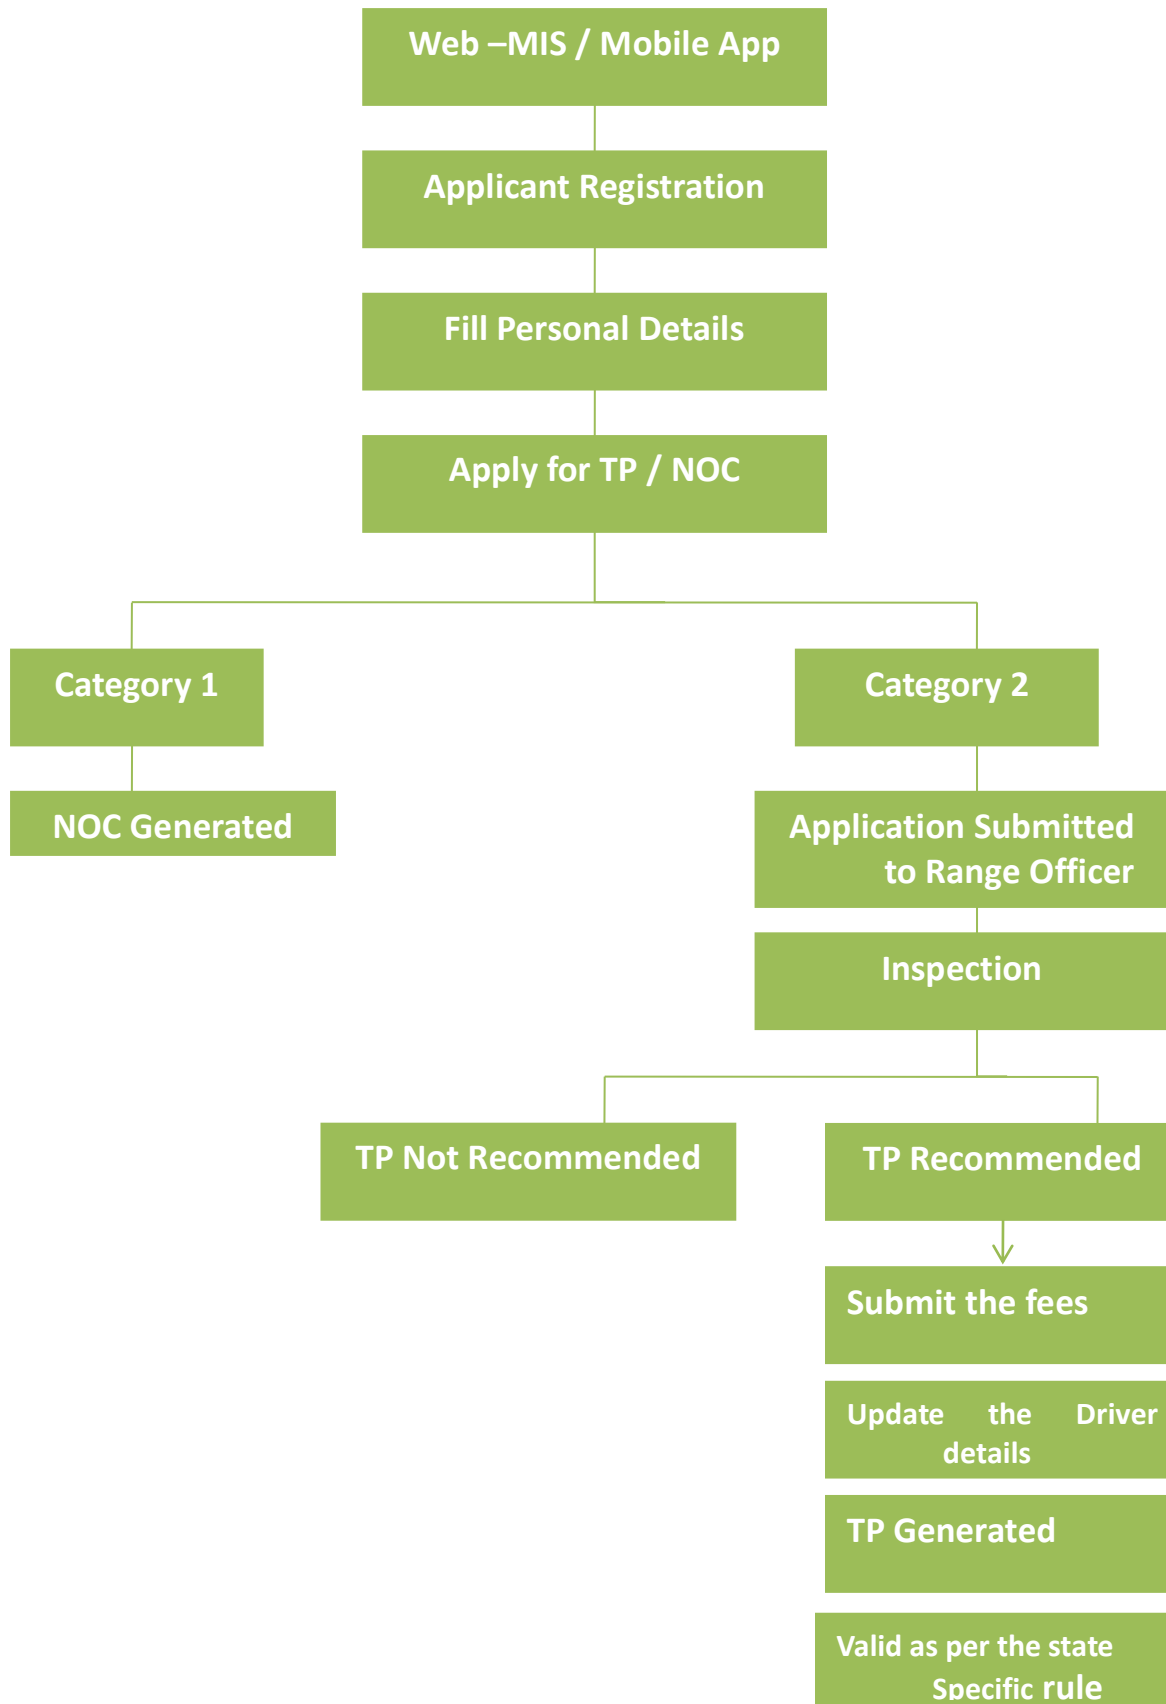 Web –MIS / Mobile App
Applicant Registration
Fill Personal Details
Apply for TP / NOC
Category 1
Category 2
NOC Generated
Application Submitted
to Range Officer
Inspection
TP Not Recommended
TP Recommended
Submit the fees
Update the Driver
details
TP Generated
Valid as per the state
Specific rule